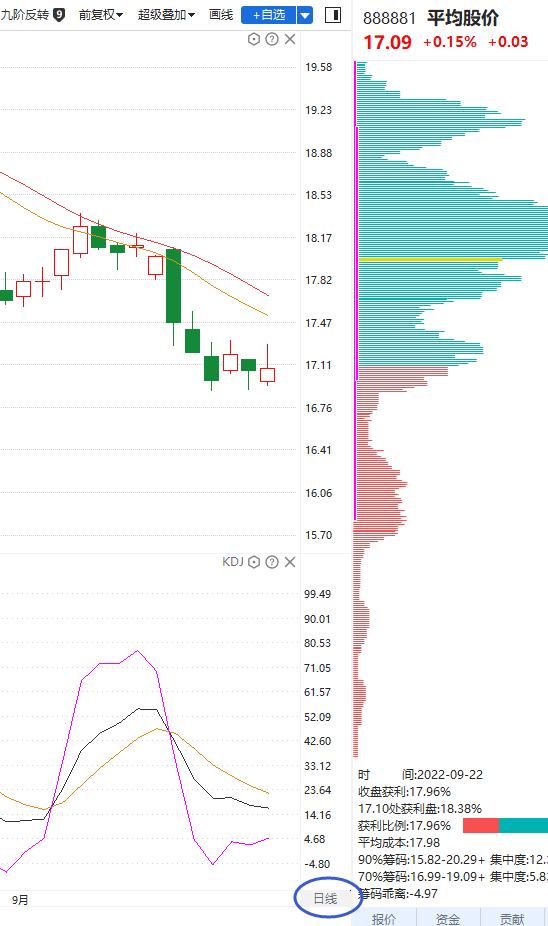 九阶反转 9 前复权 超级叠加 画线 +自选
888881 平均股价
17.09 +0.15% +0.03
19.58
19.23
18.88
18.53
18.17
17.82
17.47
17.11
16.76
16.41
16.06
15.70
KDJ
99.49
90.01
80.53
71.05
61.57
52.09
42.60
33.12
23.64
14.16
4.68
-4.80
9月
日线
时 间:2022-09-22
收盘获利:17.96%
17.10处获利盘:18.38%
获利比例:17.96%
平均成本:17.98
90%筹码:15.82-20.29+ 集中度:12.
70%筹码:16.99-19.09+ 集中度:5.8
筹码乖离:-4.97
报价 资金 贡献